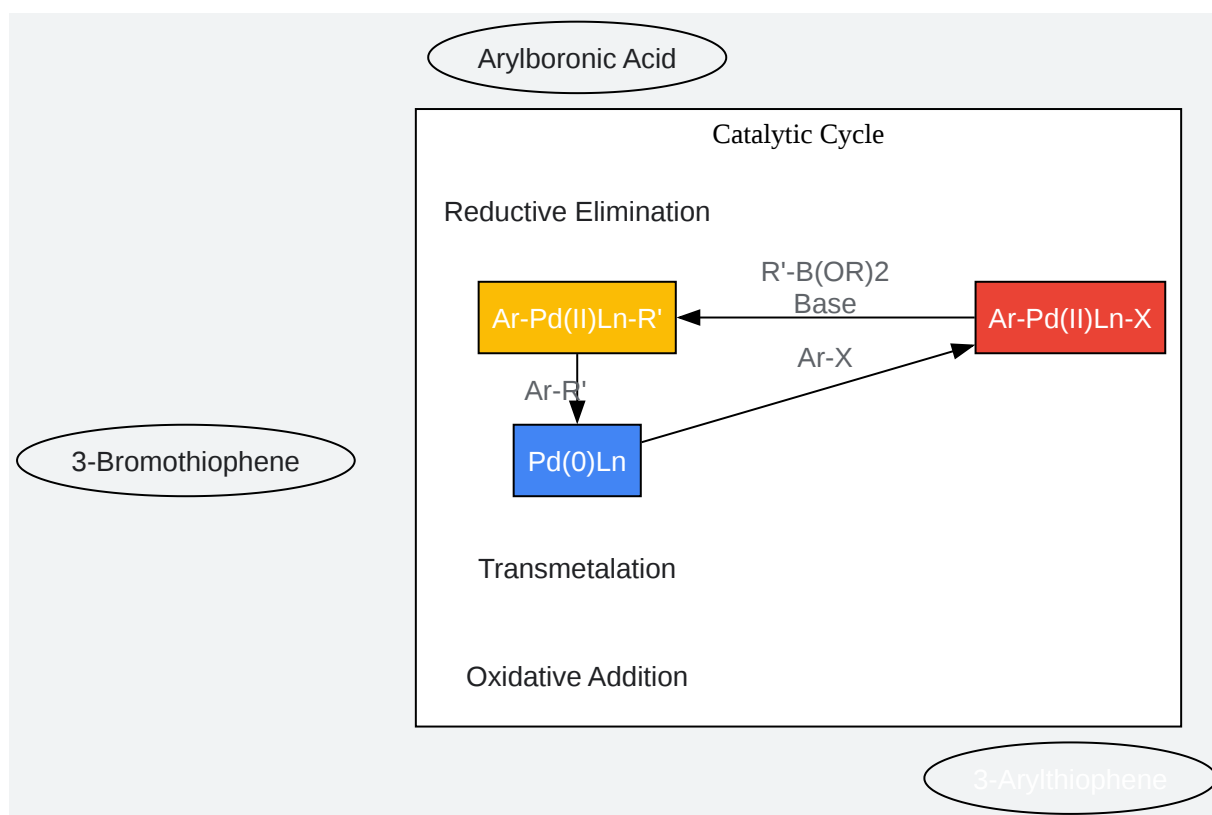 Arylboronic Acid
Catalytic Cycle
Reductive Elimination
R'-B(OR)2
Base
Ar-Pd(II)Ln-R'
Ar-Pd(II)Ln-X
Ar-X
Ar-R'
3-Bromothiophene
Pd(0)Ln
Transmetalation
Oxidative Addition
3-Arylthiophene